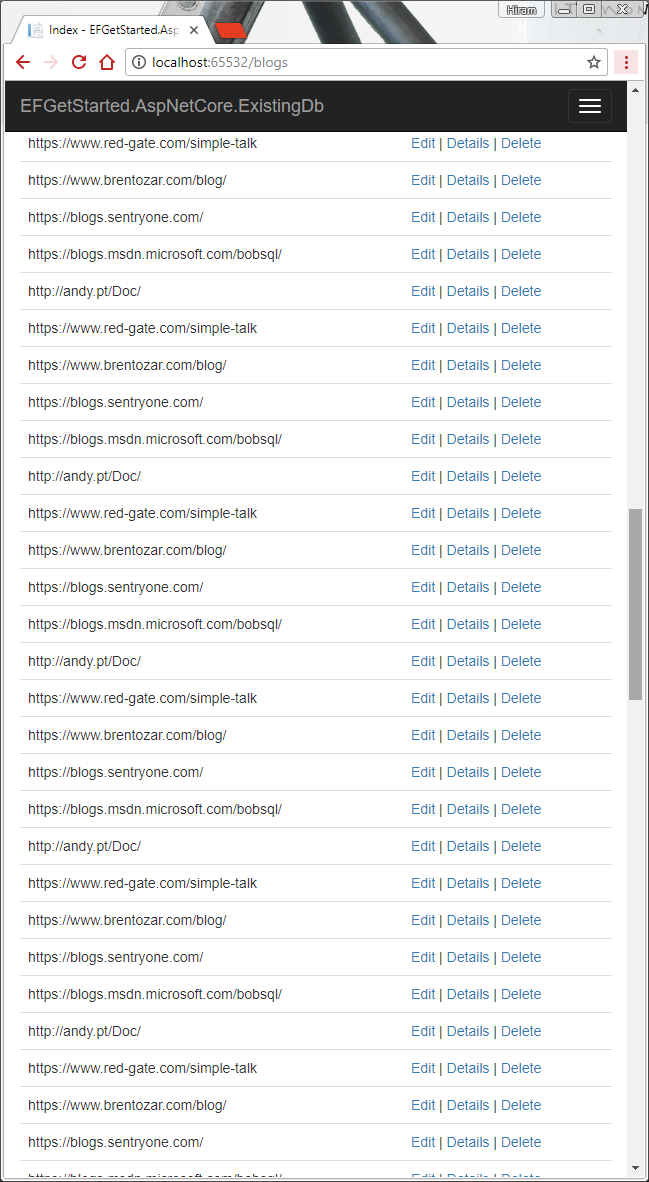 Hiram
Index - EFGetStarted.Asp
localhost:65532/blogs
EFGetStarted.AspNetCore.ExistingDb
https://www.red-gate.com/simple-talk Edit | Details | Delete
https://www.brentozar.com/blog/ Edit | Details | Delete
https://blogs.sentryone.com/ Edit | Details | Delete
https://blogs.msdn.microsoft.com/bobsql/ Edit | Details | Delete
http://andy.pt/Doc/ Edit | Details | Delete
https://www.red-gate.com/simple-talk Edit | Details | Delete
https://www.brentozar.com/blog/ Edit | Details | Delete
https://blogs.sentryone.com/ Edit | Details | Delete
https://blogs.msdn.microsoft.com/bobsql/ Edit | Details | Delete
http://andy.pt/Doc/ Edit | Details | Delete
https://www.red-gate.com/simple-talk Edit | Details | Delete
https://www.brentozar.com/blog/ Edit | Details | Delete
https://blogs.sentryone.com/ Edit | Details | Delete
https://blogs.msdn.microsoft.com/bobsql/ Edit | Details | Delete
http://andy.pt/Doc/ Edit | Details | Delete
https://www.red-gate.com/simple-talk Edit | Details | Delete
https://www.brentozar.com/blog/ Edit | Details | Delete
https://blogs.sentryone.com/ Edit | Details | Delete
https://blogs.msdn.microsoft.com/bobsql/ Edit | Details | Delete
http://andy.pt/Doc/ Edit | Details | Delete
https://www.red-gate.com/simple-talk Edit | Details | Delete
https://www.brentozar.com/blog/ Edit | Details | Delete
https://blogs.sentryone.com/ Edit | Details | Delete
https://blogs.msdn.microsoft.com/bobsql/ Edit | Details | Delete
http://andy.pt/Doc/ Edit | Details | Delete
https://www.red-gate.com/simple-talk Edit | Details | Delete
https://www.brentozar.com/blog/ Edit | Details | Delete
https://blogs.sentryone.com/ Edit | Details | Delete
https://blogs.msdn.microsoft.com/bobsql/ Edit | Details | Delete